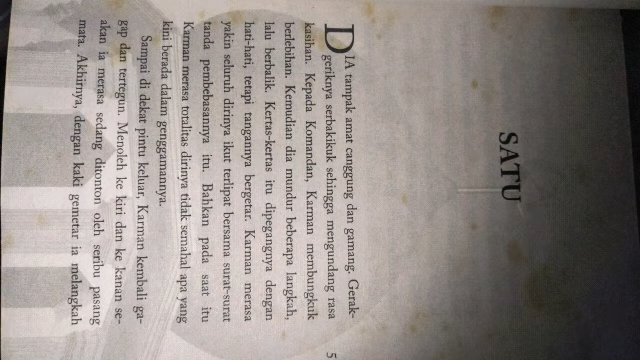 SATU
DIA tampak amat canggung dan gamang. Gerak-
geriknya serbakikuk sehingga mengundang rasa
kasihan. Kepada Komandan, Karman membungkuk
berlebihan. Kemudian dia mundur beberapa langkah,
lalu berbalik. Kertas-kertas itu dipegangnya dengan
hati-hati, tetapi tangannya bergetar. Karman merasa
yakin seluruh dirinya ikut terlipat bersama surat-surat
tanda pembebasannya itu. Bahkan pada saat itu
Karman merasa totalitas dirinya tidak semahal apa yang
kini berada dalam genggamannya.
Sampai di dekat pintu keluar, Karman kembali ga-
gap dan tertegun. Menoleh ke kiri dan ke kanan se-
akan ia merasa sedang ditonton oleh seribu pasang
mata. Akhirnya, dengan kaki gemetar ia melangkah
5